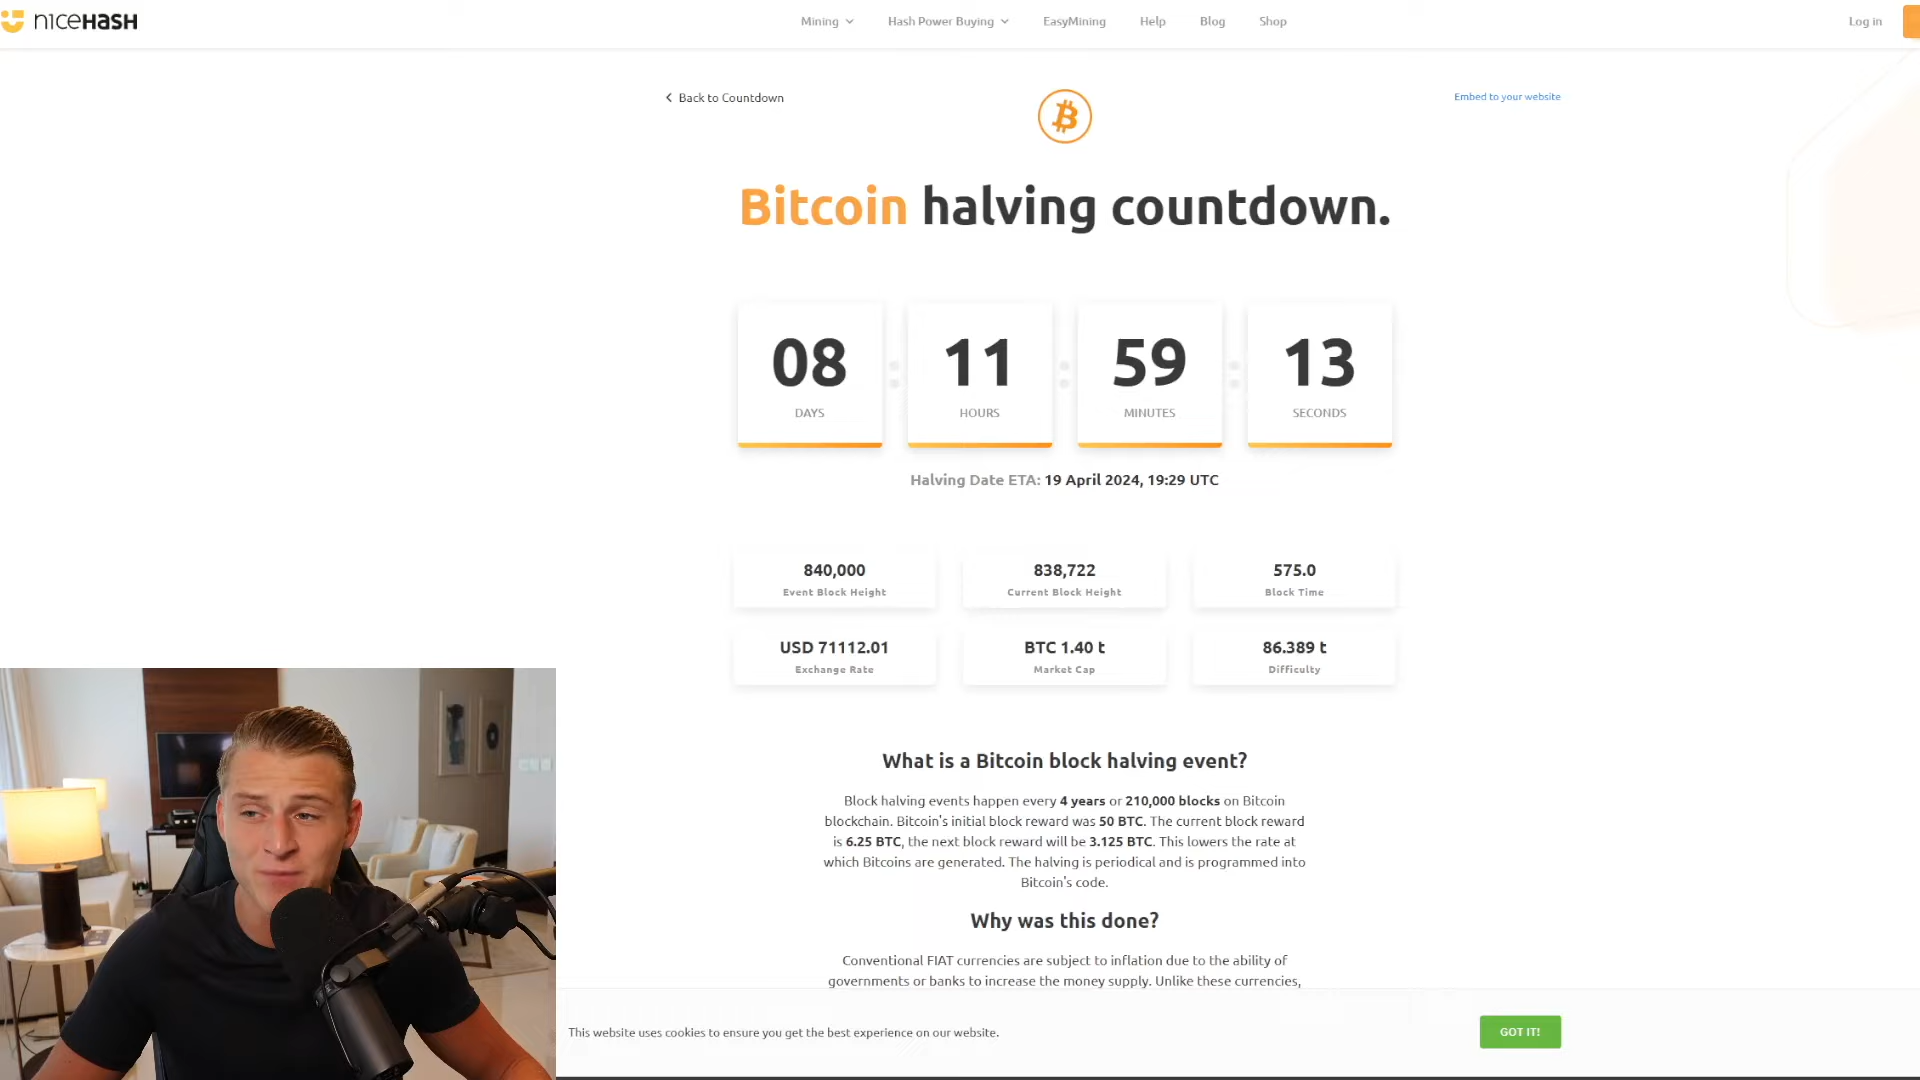 nicehash
Mining
Hash Power Buying
EasyMining
Help
Blog
Shop
Log in
Back to Countdown
Embed to your website
Bitcoin halving countdown.
08 : 11 : 59 : 13
DAYS HOURS MINUTES SECONDS
Halving Date ETA: 19 April 2024, 19:29 UTC
840,000
Event Block Height
838,722
Current Block Height
575.0
Block Time
USD 71112.01
Exchange Rate
BTC 1.40 t
Market Cap
86.389 t
Difficulty
What is a Bitcoin block halving event?
Block halving events happen every 4 years or 210,000 blocks on Bitcoin
blockchain. Bitcoin's initial block reward was 50 BTC. The current block reward
is 6.25 BTC, the next block reward will be 3.125 BTC. This lowers the rate at
which Bitcoins are generated. The halving is periodical and is programmed into
Bitcoin's code.
Why was this done?
Conventional FIAT currencies are subject to inflation due to the ability of
governments or banks to increase the money supply. Unlike these currencies,
This website uses cookies to ensure you get the best experience on our website.
GOT IT!